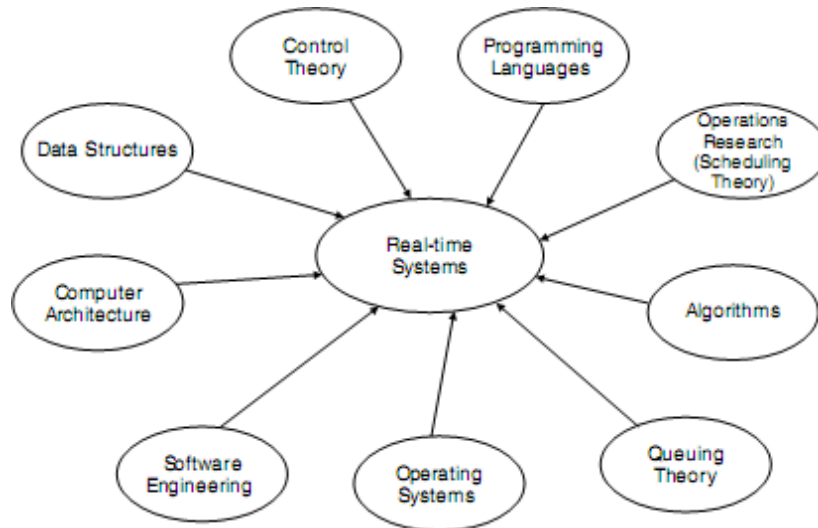 Control
Theory
Programming
Languages
Data Structures
Operations
Research
(Scheduling
Theory)
Real-time
Systems
Computer
Architecture
Algorithms
Software
Engineering
Operating
Systems
Queuing
Theory